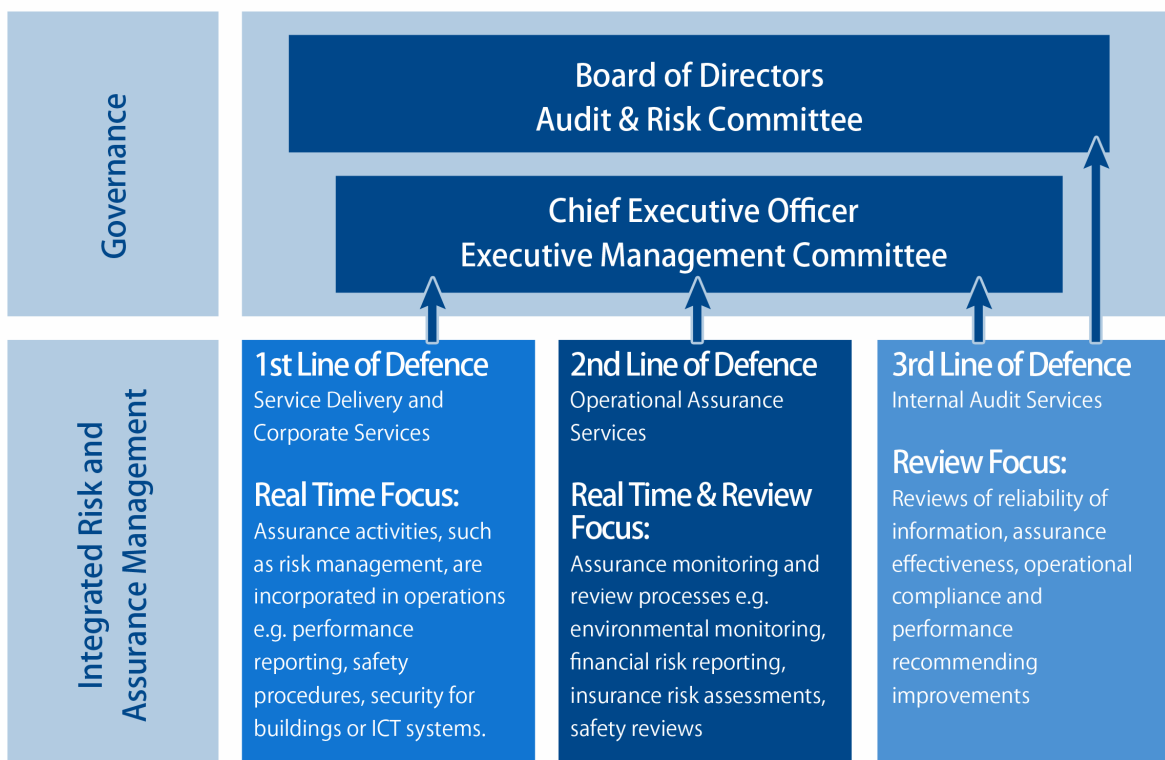 Governance
Board of Directors
Audit & Risk Committee
Chief Executive Officer
Executive Management Committee
Integrated Risk and
Assurance Management
1st Line of Defence
Service Delivery and
Corporate Services
Real Time Focus:
Assurance activities, such
as risk management, are
incorporated in operations
e.g. performance
reporting, safety
procedures, security for
buildings or ICT systems.
2nd Line of Defence
Operational Assurance
Services
Real Time & Review
Focus:
Assurance monitoring and
review processes e.g.
environmental monitoring,
financial risk reporting,
insurance risk assessments,
safety reviews
3rd Line of Defence
Internal Audit Services
Review Focus:
Reviews of reliability of
information, assurance
effectiveness, operational
compliance and
performance
recommending
improvements